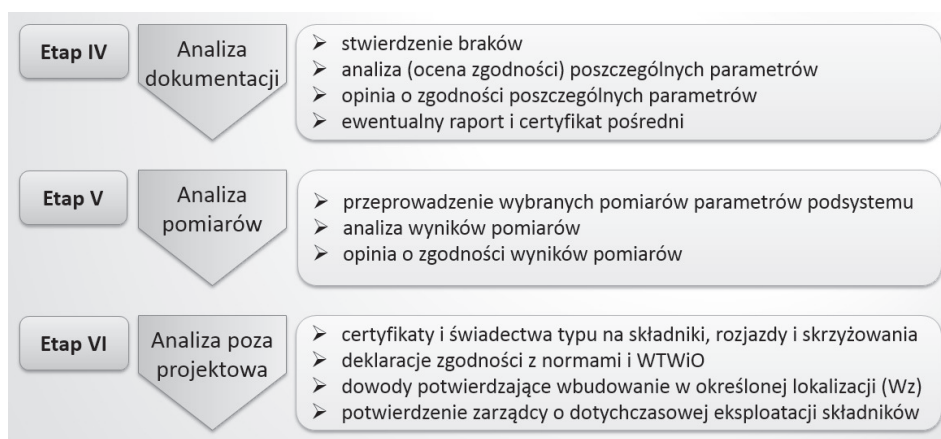 Etap IV
Analiza
dokumentacji
➢ stwierdzenie braków
➢ analiza (ocena zgodności) poszczególnych parametrów
➢ opinia o zgodności poszczególnych parametrów
➢ ewentualny raport i certyfikat pośredni
Etap V
Analiza
pomiarów
➢ przeprowadzenie wybranych pomiarów parametrów podsystemu
➢ analiza wyników pomiarów
➢ opinia o zgodności wyników pomiarów
Etap VI
Analiza poza
projektowa
➢ certyfikaty i świadectwa typu na składniki, rozjazdy i skrzyżowania
➢ deklaracje zgodności z normami i WTWiO
➢ dowody potwierdzające wbudowanie w określonej lokalizacji (Wz)
➢ potwierdzenie zarządcy o dotychczasowej eksploatacji składników